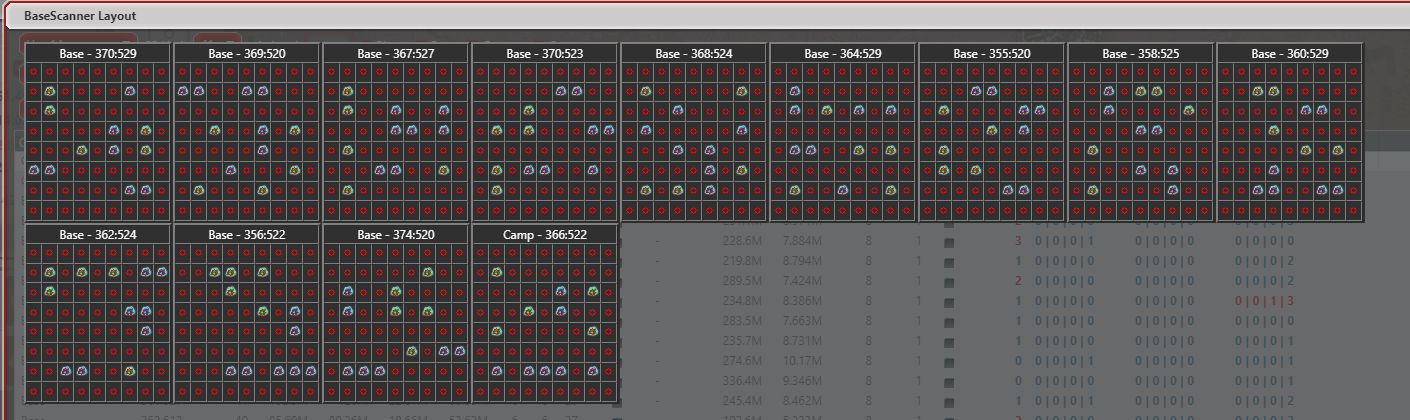 BaseScanner Layout
Base - 370:529 Base - 369:520 Base - 367:527 Base - 370:523 Base - 368:524 Base - 364:529 Base - 355:520 Base - 358:525 Base - 360:529
Base - 362:524 Base - 356:522 Base - 374:520 Camp - 366:522
- 228.6M 7.884M 8 1 3 0|0|0|1 0|0|0|0 0|0|0|0
- 219.8M 8.794M 8 1 1 0|0|0|0 0|0|0|0 0|0|0|2
- 289.8M 7.424M 8 1 2 0|0|0|0 0|0|0|0 0|0|0|2
- 234.8M 8.386M 8 1 1 0|0|0|0 0|0|0|0 0|0|1|3
- 283.5M 7.663M 8 1 1 0|0|0|0 0|0|0|0 0|0|0|0
- 235.7M 8.731M 8 1 1 0|0|0|0 0|0|0|0 0|0|0|1
- 274.6M 10.17M 8 1 0 0|0|0|0 0|0|0|0 0|0|0|1
- 336.4M 9.346M 8 1 0 0|0|0|0 0|0|0|0 0|0|0|1
- 245.4M 8.462M 8 1 1 0|0|0|0 0|0|0|0 0|0|0|2